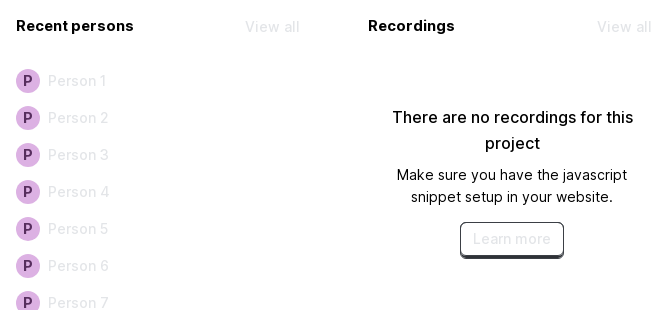 Recent persons
View all
P Person 1
P Person 2
P Person 3
P Person 4
P Person 5
P Person 6
P Person 7
Recordings
View all
There are no recordings for this
project
Make sure you have the javascript
snippet setup in your website.
Learn more